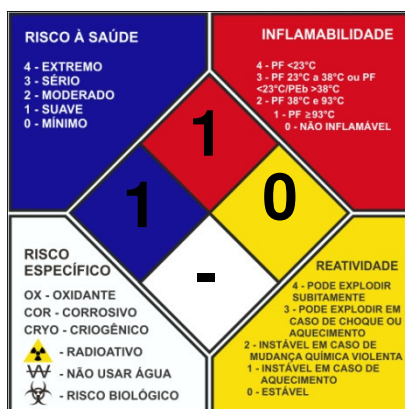 RISCO À SAÚDE
4 - EXTREMO
3 - SÉRIO
2 - MODERADO
1 - SUAVE
0 - MÍNIMO
INFLAMABILIDADE
4 - PF <23°C
3 - PF 23°C a 38°C ou PF
<23°C/PEb >38°C
2 - PF 38°C e 93°C
1 - PF ≥93°C
0 - NÃO INFLAMÁVEL
1
1
0
-
RISCO
ESPECÍFICO
OX - OXIDANTE
COR - CORROSIVO
CRYO - CRIOGÊNICO
- RADIOATIVO
W - NÃO USAR ÁGUA
- RISCO BIOLÓGICO
REATIVIDADE
4 - PODE EXPLODIR
SUBITAMENTE
3 - PODE EXPLODIR EM
CASO DE CHOQUE OU
AQUECIMENTO
2 - INSTÁVEL EM CASO DE
MUDANÇA QUÍMICA VIOLENTA
1 - INSTÁVEL EM CASO DE
AQUECIMENTO
0 - ESTÁVEL